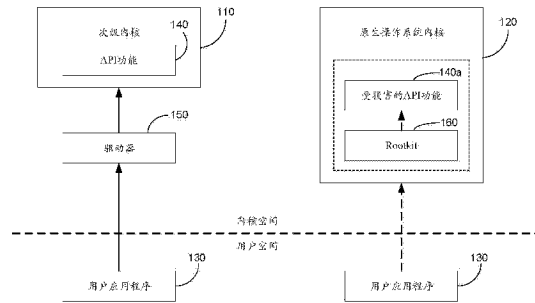 次级内核
API功能
140
110
原生操作系统内核
120
140a
受损害的API功能
160
Rootkit
150
驱动器
内核空间
用户空间
用户应用程序
130
用户应用程序
130